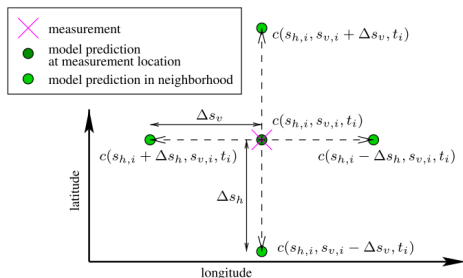 measurement
model prediction
at measurement location
model prediction in neighborhood
c(s_{h,i}, s_{v,i} + Δs_v, t_i)
Δs_v
c(s_{h,i}, s_{v,i}, t_i)
c(s_{h,i} + Δs_h, s_{v,i}, t_i)
c(s_{h,i} − Δs_h, s_{v,i}, t_i)
Δs_h
latitude
c(s_{h,i}, s_{v,i} − Δs_v, t_i)
longitude